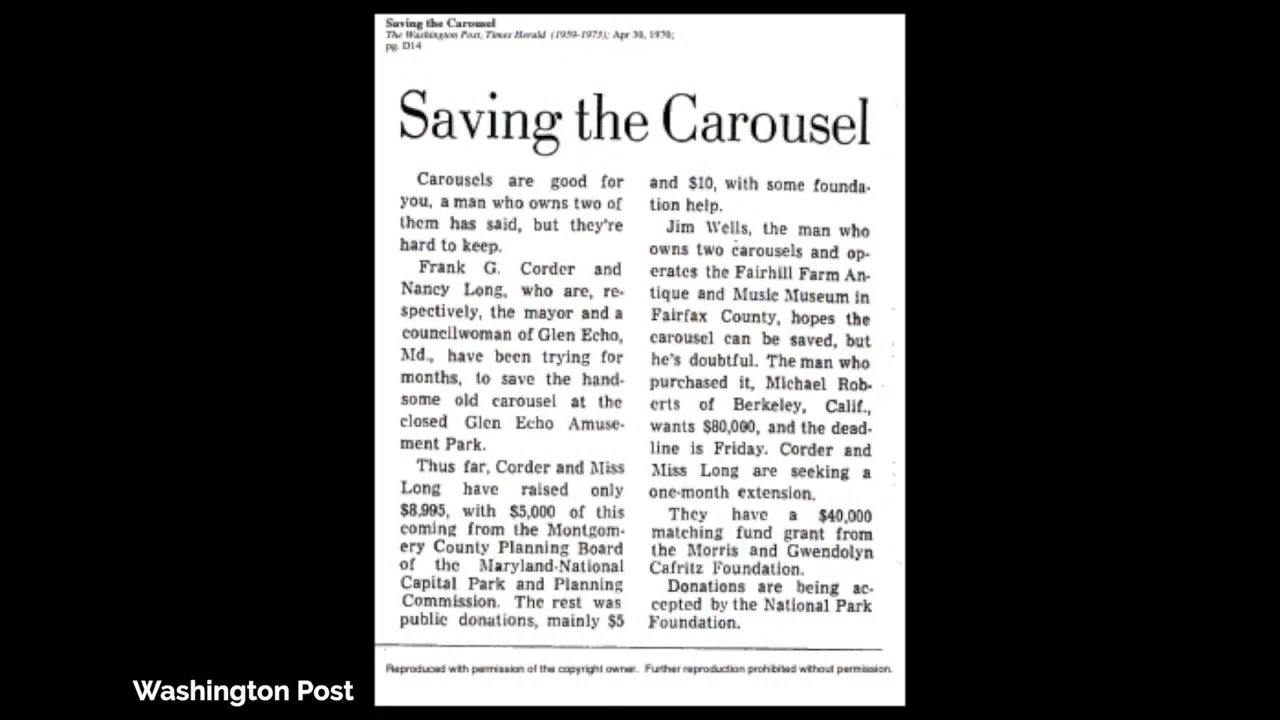 Saving the Carousel
The Washington Post, Times Herald (1959-1973); Apr 30, 1970;
pg. D14
Saving the Carousel
Carousels are good for
you, a man who owns two of
them has said, but they're
hard to keep.
Frank G. Corder and
Nancy Long, who are, re-
spectively, the mayor and a
councilwoman of Glen Echo,
Md., have been trying for
months, to save the hand-
some old carousel at the
closed Glen Echo Amuse-
ment Park.
Thus far, Corder and Miss
Long have raised only
$8,995, with $5,000 of this
coming from the Montgom-
ery County Planning Board
of the Maryland-National
Capital Park and Planning
Commission. The rest was
public donations, mainly $5
and $10, with some founda-
tion help.
Jim Wells, the man who
owns two carousels and op-
erates the Fairhill Farm An-
tique and Music Museum in
Fairfax County, hopes the
carousel can be saved, but
he's doubtful. The man who
purchased it, Michael Rob-
erts of Berkeley, Calif.,
wants $80,000, and the dead-
line is Friday. Corder and
Miss Long are seeking a
one-month extension.
They have a $40,000
matching fund grant from
the Morris and Gwendolyn
Cafritz Foundation.
Donations are being ac-
cepted by the National Park
Foundation.
Reproduced with permission of the copyright owner. Further reproduction prohibited without permission.
Washington Post